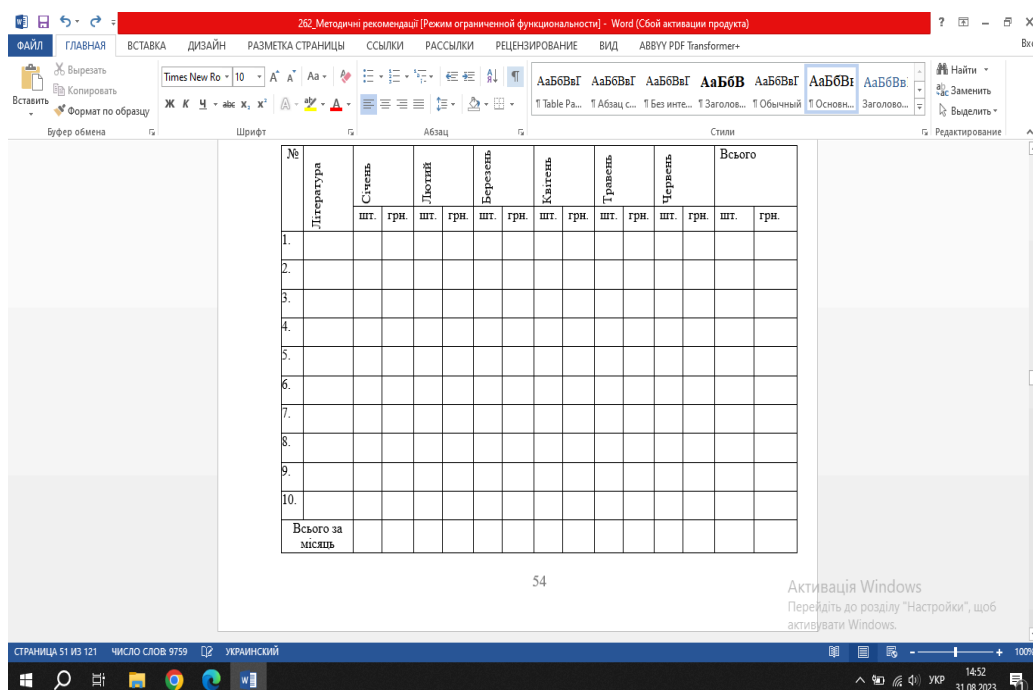 262_Методичні рекомендації [Режим ограниченной функциональности] - Word (Сбой активации продукта)
ФАЙЛ ГЛАВНАЯ ВСТАВКА ДИЗАЙН РАЗМЕТКА СТРАНИЦЫ ССЫЛКИ РАССЫЛКИ РЕЦЕНЗИРОВАНИЕ ВИД ABBYY PDF Transformer+
Вставить
Вырезать
Копировать
Формат по образцу
Буфер обмена
Times New Ro 10
Ж К Ч abc x₂ x²
Шрифт
Абзац
АаБбВвГ АаБбВвГ АаБбВвГ АаБбВ АаБбВвГ АаБбВı АаБбВв
¶ Table Pa... ¶ Абзац с... ¶ Без инте... ¶ Заголов... ¶ Обычный ¶ Основн... Заголово...
Стили
Найти
Заменить
Выделить
Редактирование
№ Література Січень Лютий Березень Квітень Травень Червень Всього
шт. грн. шт. грн. шт. грн. шт. грн. шт. грн. шт. грн. шт. грн.
1.
2.
3.
4.
5.
6.
7.
8.
9.
10.
Всього за
місяць
54
Активація Windows
Перейдіть до розділу "Настройки", щоб
активувати Windows.
СТРАНИЦА 51 ИЗ 121 ЧИСЛО СЛОВ: 9759 УКРАИНСКИЙ 100%
УКР 14:52
31.08.2023